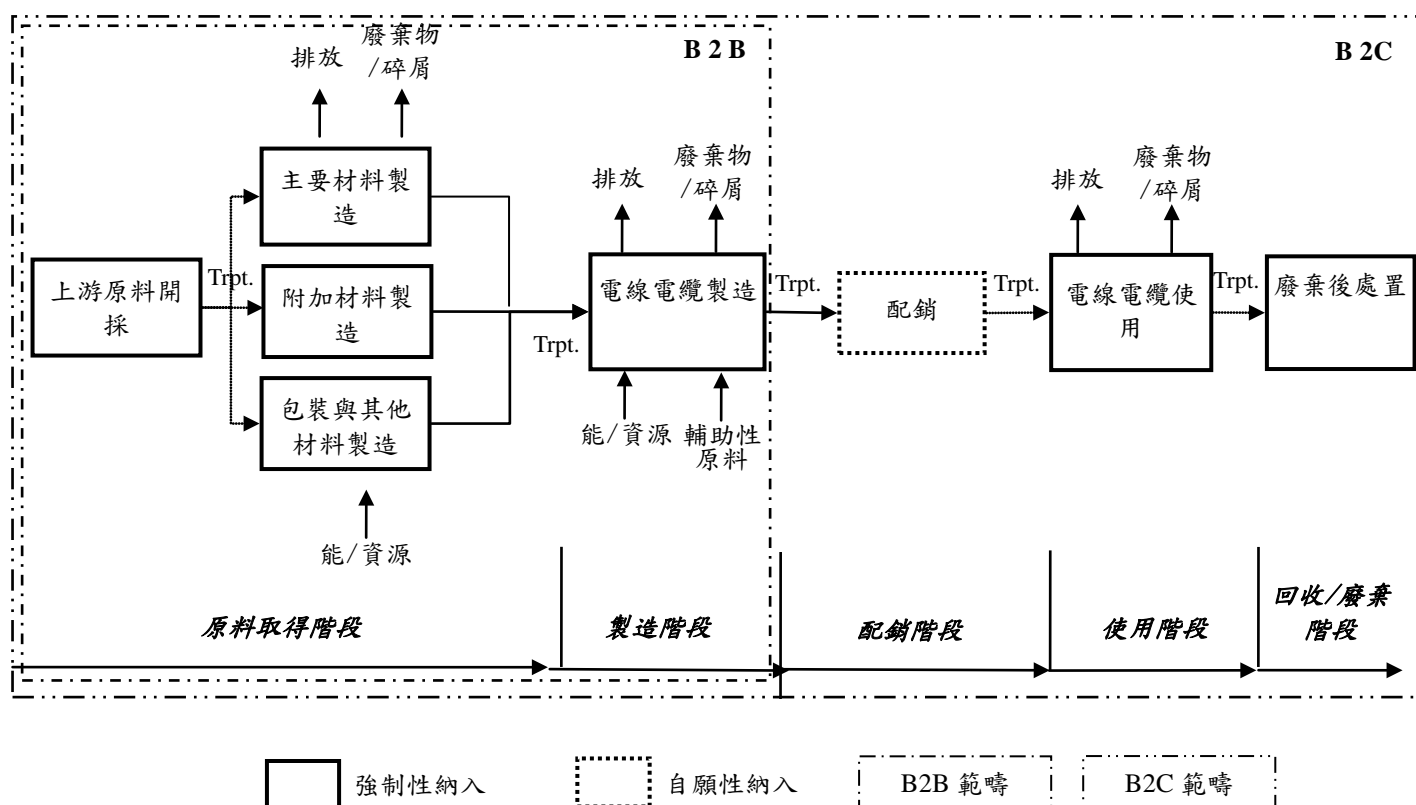 B 2 B
B 2C
排放
廢棄物
/碎屑
主要材料製
造
上游原料開
採
Trpt.
附加材料製
造
包裝與其他
材料製造
能/資源
Trpt.
排放
廢棄物
/碎屑
電線電纜製造
能/資源
輔助性
原料
Trpt.
配銷
Trpt.
排放
廢棄物
/碎屑
電線電纜使
用
Trpt.
廢棄後處置
原料取得階段
製造階段
配銷階段
使用階段
回收/廢棄
階段
強制性納入
自願性納入
B2B 範疇
B2C 範疇